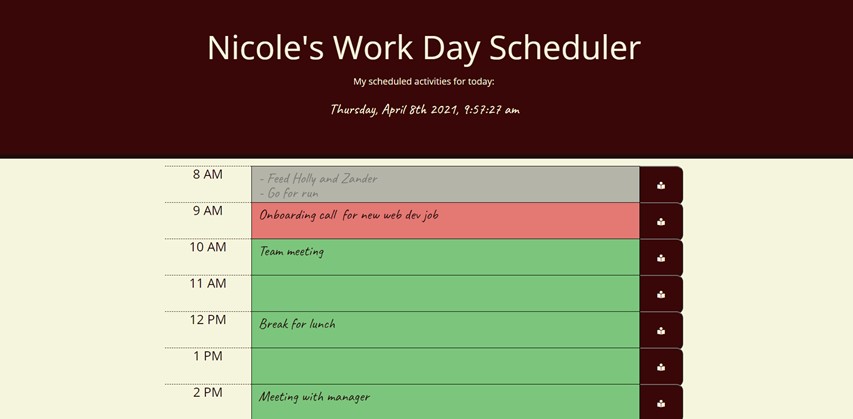 Nicole's Work Day Scheduler
My scheduled activities for today:
Thursday, April 8th 2021, 9:57:27 am
8 AM
- Feed Holly and Zander
- Go for run
9 AM
Onboarding call for new web dev job
10 AM
Team meeting
11 AM
12 PM
Break for lunch
1 PM
2 PM
Meeting with manager